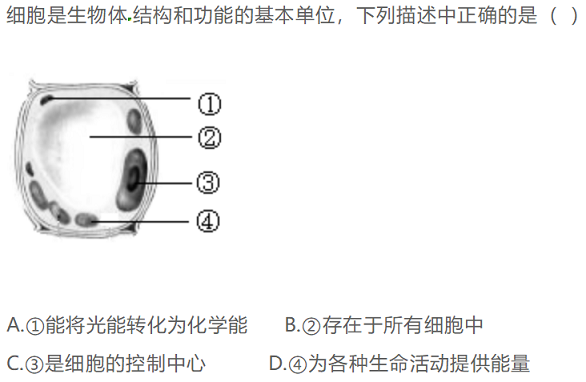 细胞是生物体.结构和功能的基本单位，下列描述中正确的是（ ）
①
②
③
④
A.①能将光能转化为化学能 B.②存在于所有细胞中
C.③是细胞的控制中心 D.④为各种生命活动提供能量